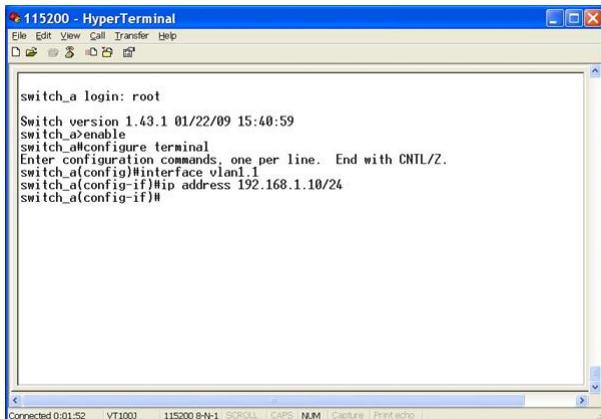 115200 - HyperTerminal
File Edit View Call Transfer Help
switch_a login: root
Switch version 1.43.1 01/22/09 15:40:59
switch_a>enable
switch_a#configure terminal
Enter configuration commands, one per line. End with CNTL/Z.
switch_a(config)#interface vlan1.1
switch_a(config-if)#ip address 192.168.1.10/24
switch_a(config-if)#
Connected 0:01:52 VT100J 115200 8-N-1 SCROLL CAPS NUM Capture Print echo